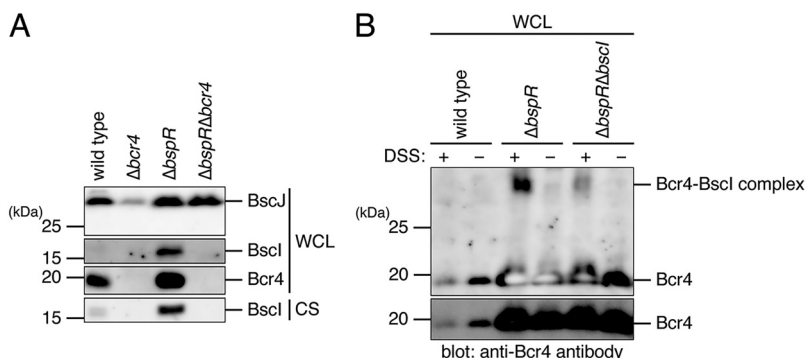 A
wild type
Δbcr4
ΔbspR
ΔbspRΔbcr4
(kDa)
BscJ
25
15
BscI
WCL
20
Bcr4
15
BscI
CS
B
WCL
wild type
ΔbspR
ΔbspRΔbscI
DSS: + − + − + −
Bcr4-BscI complex
(kDa)
25
20
Bcr4
20
Bcr4
blot: anti-Bcr4 antibody